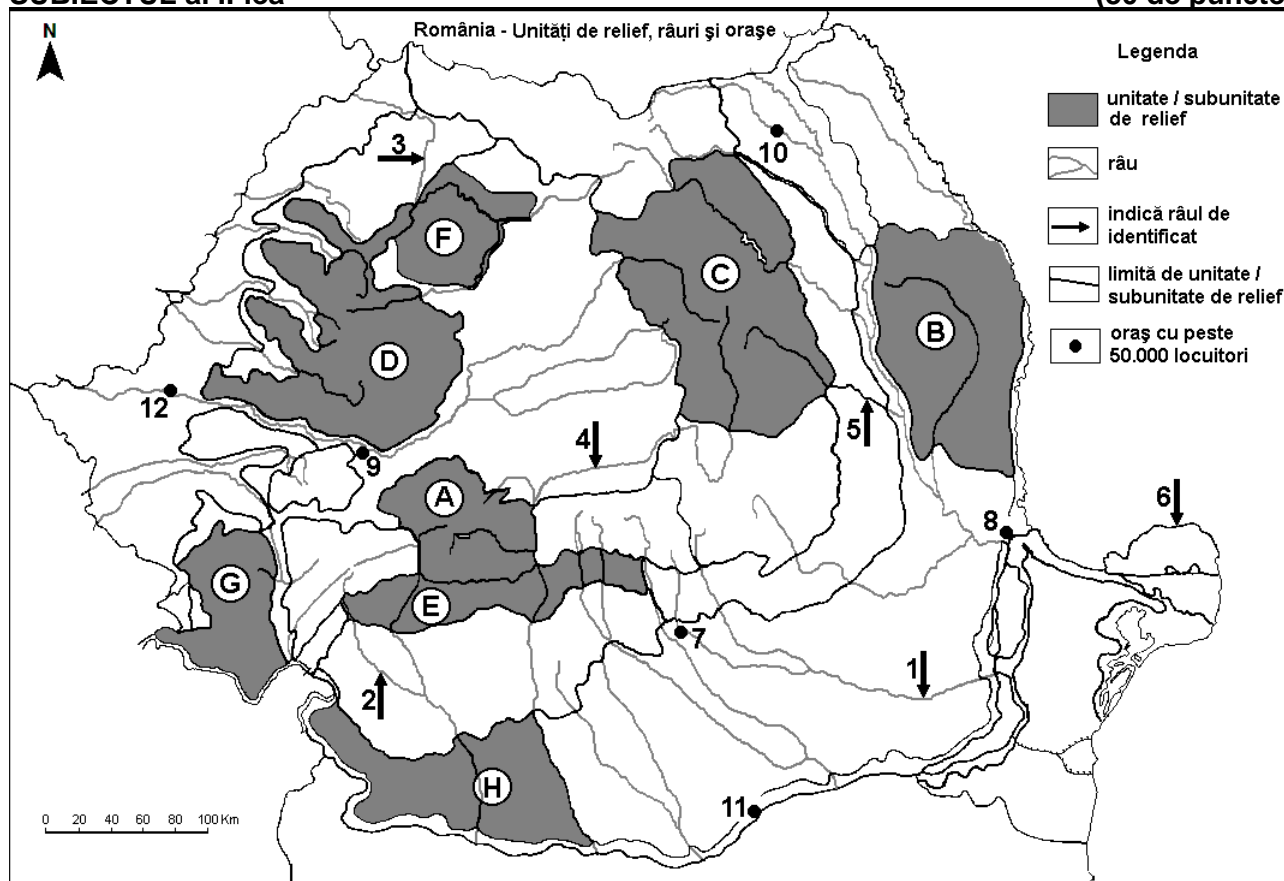 România - Unități de relief, râuri și orașe
N
Legenda
unitate / subunitate
de relief
râu
indică râul de
identificat
limită de unitate /
subunitate de relief
oraș cu peste
50.000 locuitori
10
3
F
C
B
D
12
5
4
9
A
6
8
G
E
7
1
2
H
11
0 20 40 60 80 100 Km